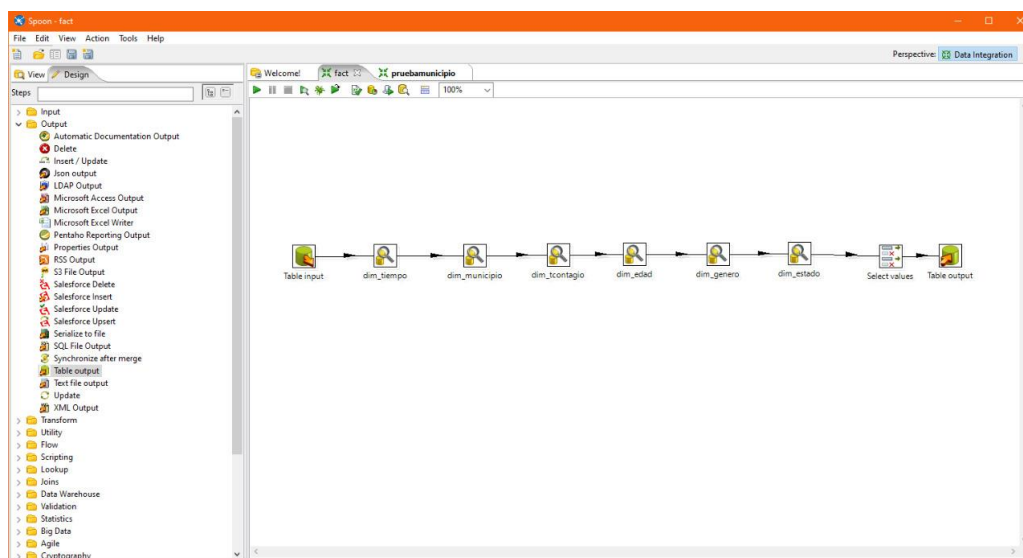 Spoon - fact
File Edit View Action Tools Help
Perspective: Data Integration
View Design
Steps
Input
Output
Automatic Documentation Output
Delete
Insert / Update
Json output
LDAP Output
Microsoft Access Output
Microsoft Excel Output
Microsoft Excel Writer
Pentaho Reporting Output
Properties Output
RSS Output
S3 File Output
Salesforce Delete
Salesforce Insert
Salesforce Update
Salesforce Upsert
Serialize to file
SQL File Output
Synchronize after merge
Table output
Text file output
Update
XML Output
Transform
Utility
Flow
Scripting
Lookup
Joins
Data Warehouse
Validation
Statistics
Big Data
Agile
Cryptography
Welcome! fact pruebamunicipio
100%
Table input dim_tiempo dim_municipio dim_tcontagio dim_edad dim_genero dim_estado Select values Table output